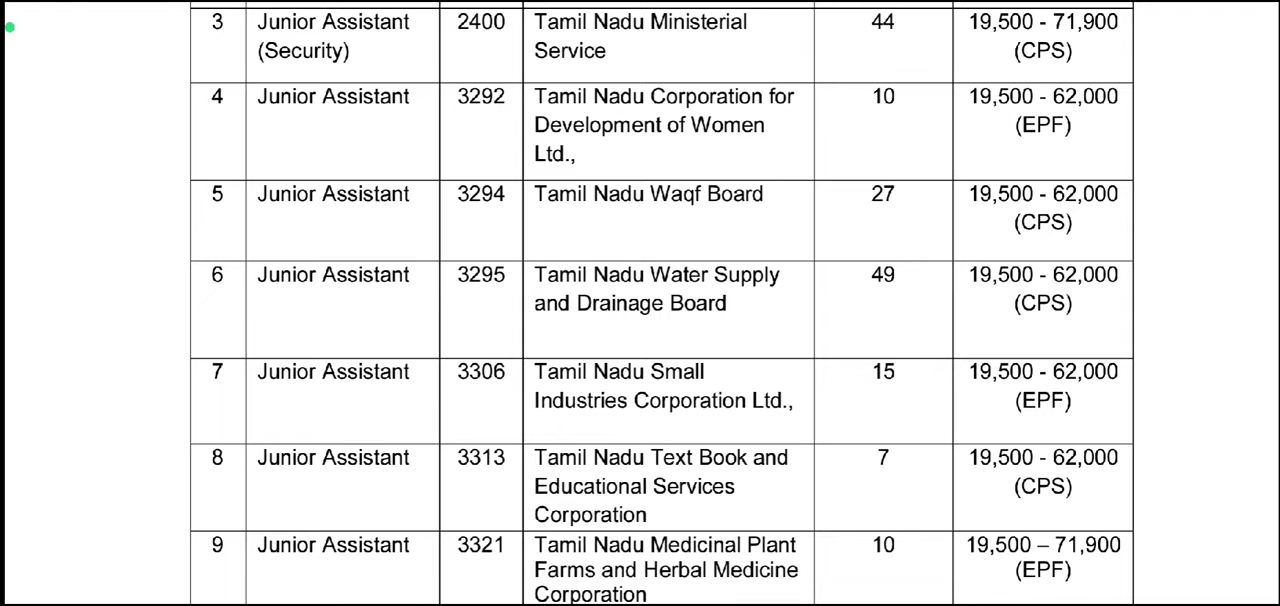 3 Junior Assistant 2400 Tamil Nadu Ministerial 44 19,500 - 71,900
(Security) Service (CPS)
4 Junior Assistant 3292 Tamil Nadu Corporation for 10 19,500 - 62,000
Development of Women (EPF)
Ltd.,
5 Junior Assistant 3294 Tamil Nadu Waqf Board 27 19,500 - 62,000
(CPS)
6 Junior Assistant 3295 Tamil Nadu Water Supply 49 19,500 - 62,000
and Drainage Board (CPS)
7 Junior Assistant 3306 Tamil Nadu Small 15 19,500 - 62,000
Industries Corporation Ltd., (EPF)
8 Junior Assistant 3313 Tamil Nadu Text Book and 7 19,500 - 62,000
Educational Services (CPS)
Corporation
9 Junior Assistant 3321 Tamil Nadu Medicinal Plant 10 19,500 – 71,900
Farms and Herbal Medicine (EPF)
Corporation